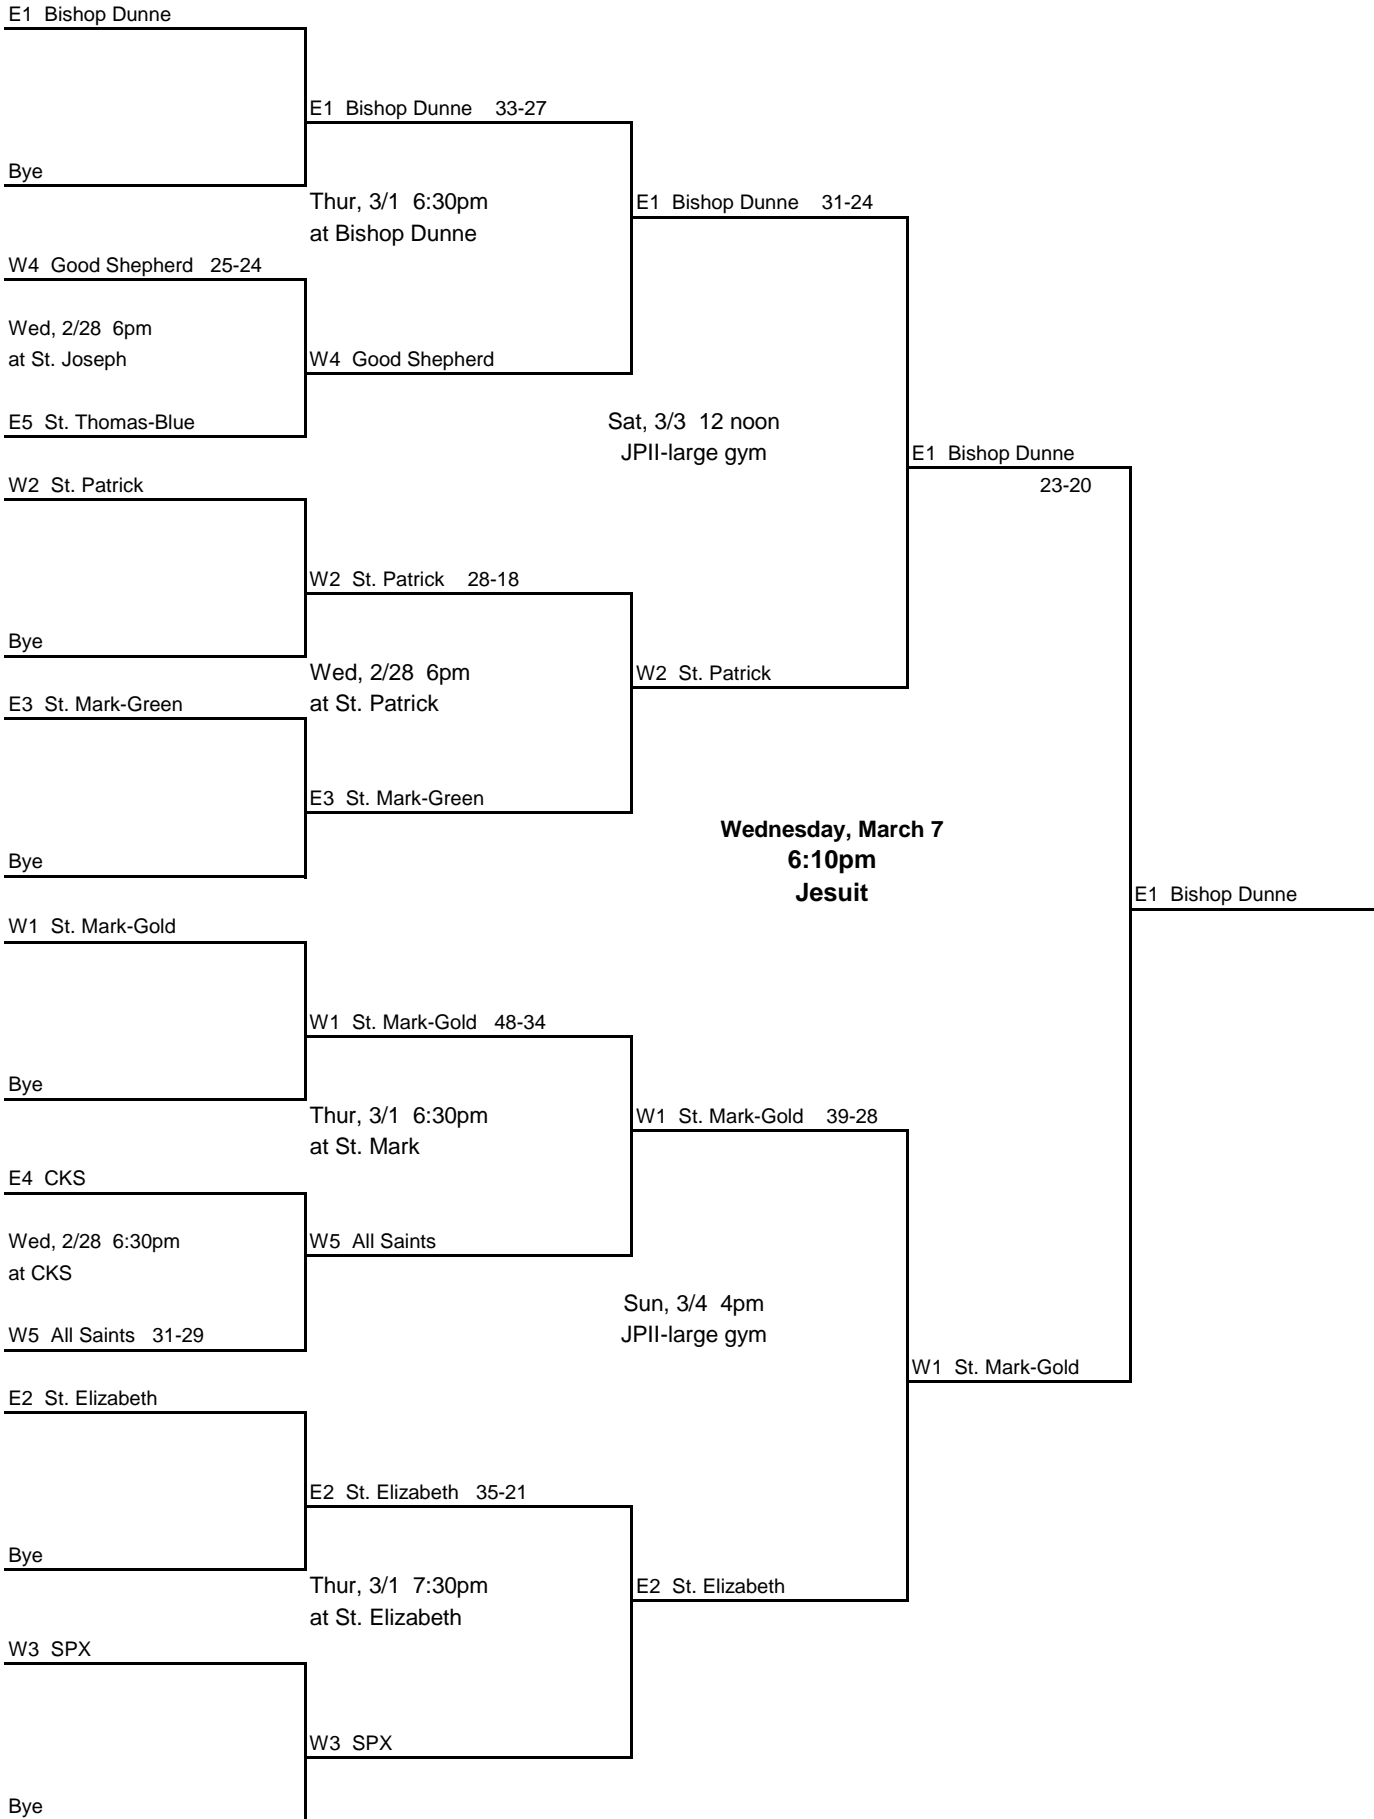 E1 Bishop Dunne
E1 Bishop Dunne 33-27
Bye
Thur, 3/1 6:30pm
at Bishop Dunne
E1 Bishop Dunne 31-24
W4 Good Shepherd 25-24
Wed, 2/28 6pm
at St. Joseph
W4 Good Shepherd
E5 St. Thomas-Blue
Sat, 3/3 12 noon
JPII-large gym
E1 Bishop Dunne
23-20
W2 St. Patrick
W2 St. Patrick 28-18
Bye
Wed, 2/28 6pm
at St. Patrick
W2 St. Patrick
E3 St. Mark-Green
E3 St. Mark-Green
Bye
Wednesday, March 7
6:10pm
Jesuit
E1 Bishop Dunne
W1 St. Mark-Gold
W1 St. Mark-Gold 48-34
Bye
Thur, 3/1 6:30pm
at St. Mark
W1 St. Mark-Gold 39-28
E4 CKS
Wed, 2/28 6:30pm
at CKS
W5 All Saints
W5 All Saints 31-29
Sun, 3/4 4pm
JPII-large gym
W1 St. Mark-Gold
E2 St. Elizabeth
E2 St. Elizabeth 35-21
Bye
Thur, 3/1 7:30pm
at St. Elizabeth
E2 St. Elizabeth
W3 SPX
W3 SPX
Bye